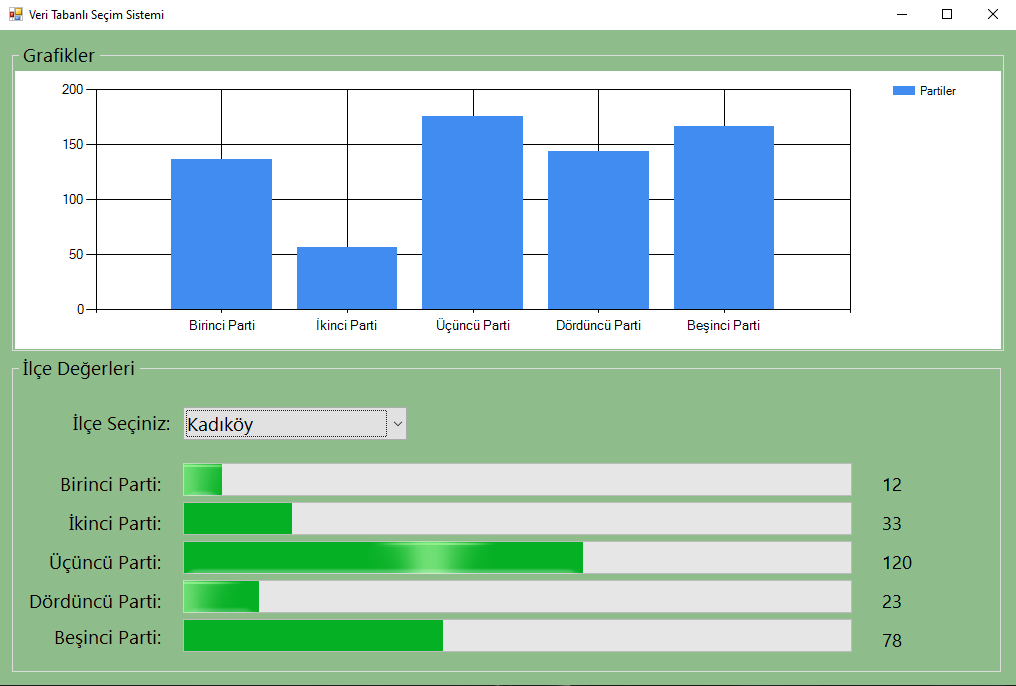 Veri Tabanlı Seçim Sistemi
Grafikler
200
150
100
50
0
Birinci Parti İkinci Parti Üçüncü Parti Dördüncü Parti Beşinci Parti
Partiler
İlçe Değerleri
İlçe Seçiniz: Kadıköy
Birinci Parti: 12
İkinci Parti: 33
Üçüncü Parti: 120
Dördüncü Parti: 23
Beşinci Parti: 78